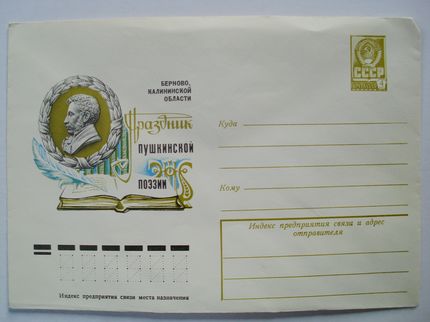 БЕРНОВО,
КАЛИНИНСКОЙ
ОБЛАСТИ
Праздник
ПУШКИНСКОЙ
ПОЭЗИИ
СССР
4
Куда
Кому
Индекс предприятия связи и адрес
отправителя
Индекс предприятия связи места назначения